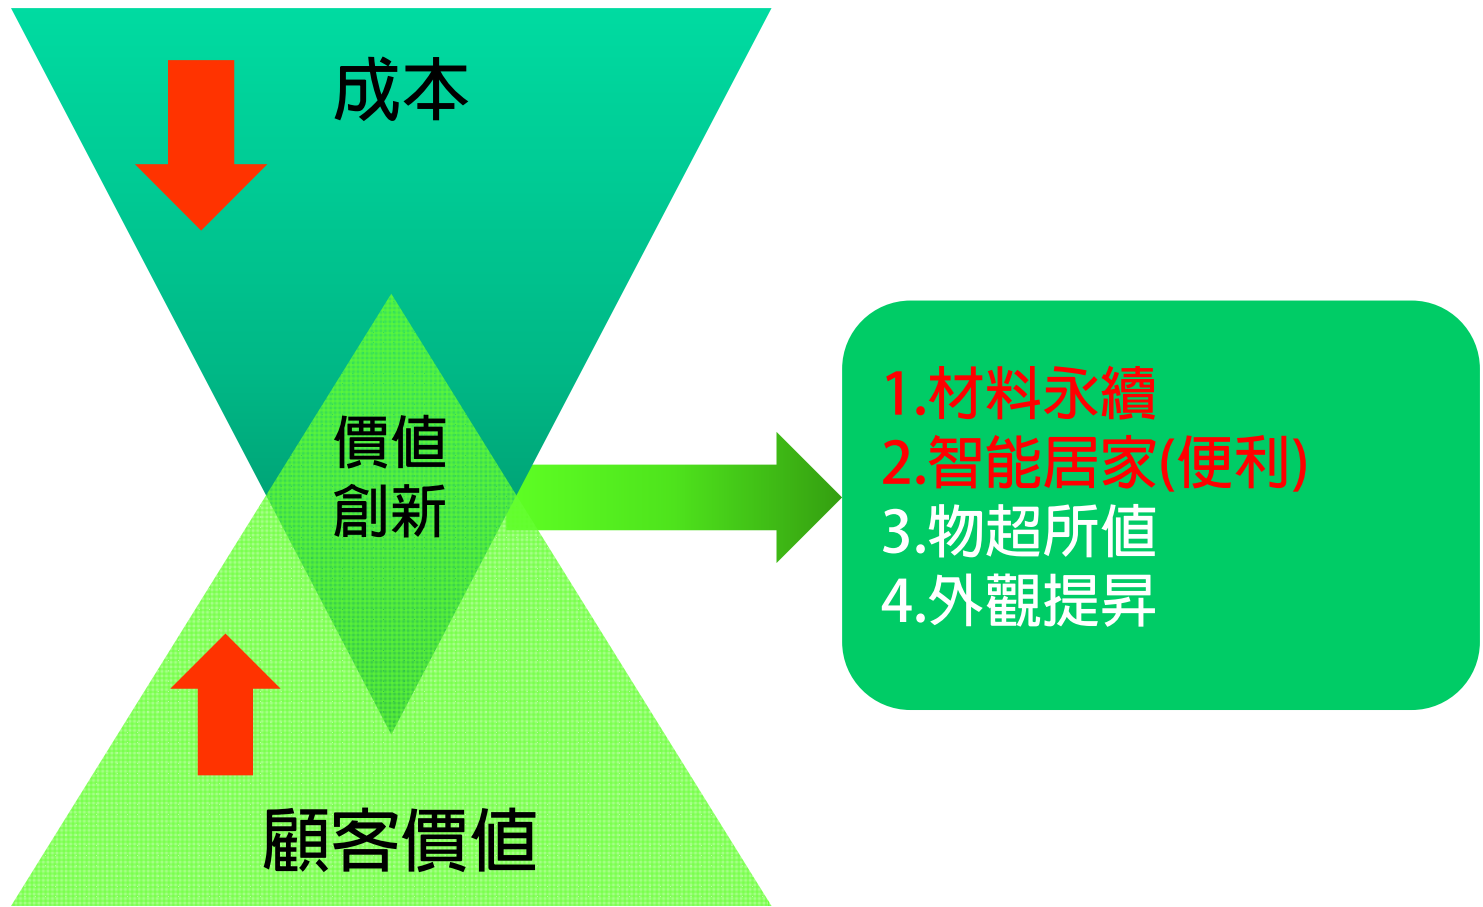 成本
價值
創新
1.材料永續
2.智能居家(便利)
3.物超所值
4.外觀提昇
顧客價值